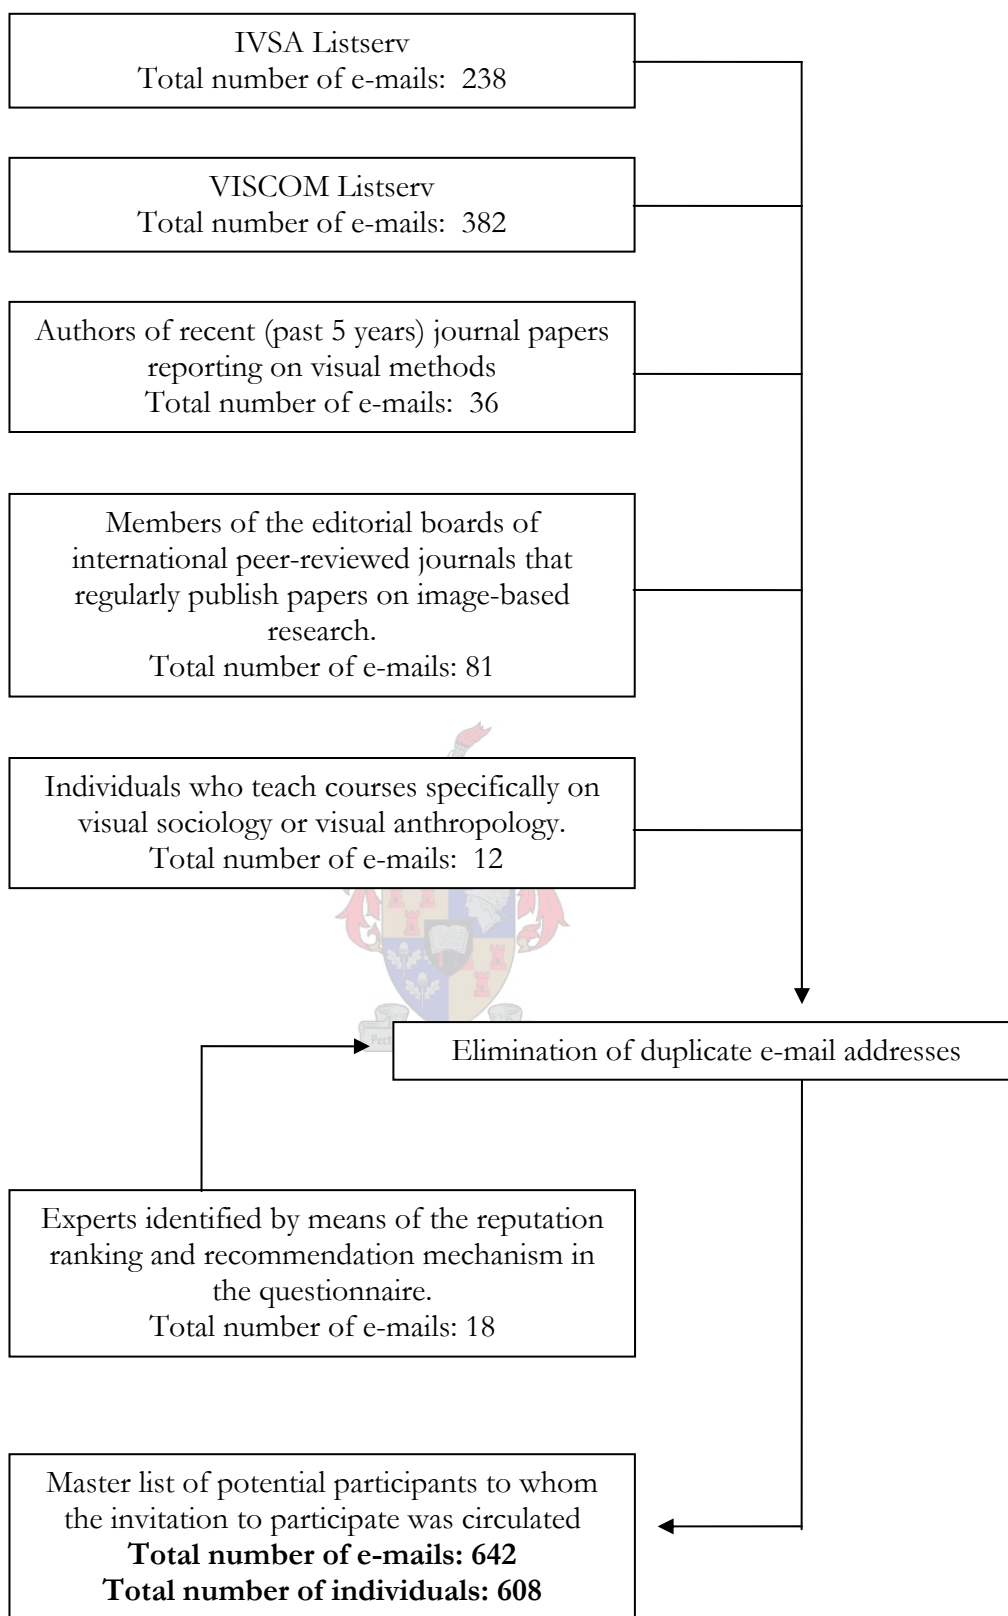 IVSA Listserv
Total number of e-mails: 238
VISCOM Listserv
Total number of e-mails: 382
Authors of recent (past 5 years) journal papers
reporting on visual methods
Total number of e-mails: 36
Members of the editorial boards of
international peer-reviewed journals that
regularly publish papers on image-based
research.
Total number of e-mails: 81
Individuals who teach courses specifically on
visual sociology or visual anthropology.
Total number of e-mails: 12
Elimination of duplicate e-mail addresses
Experts identified by means of the reputation
ranking and recommendation mechanism in
the questionnaire.
Total number of e-mails: 18
Master list of potential participants to whom
the invitation to participate was circulated
Total number of e-mails: 642
Total number of individuals: 608